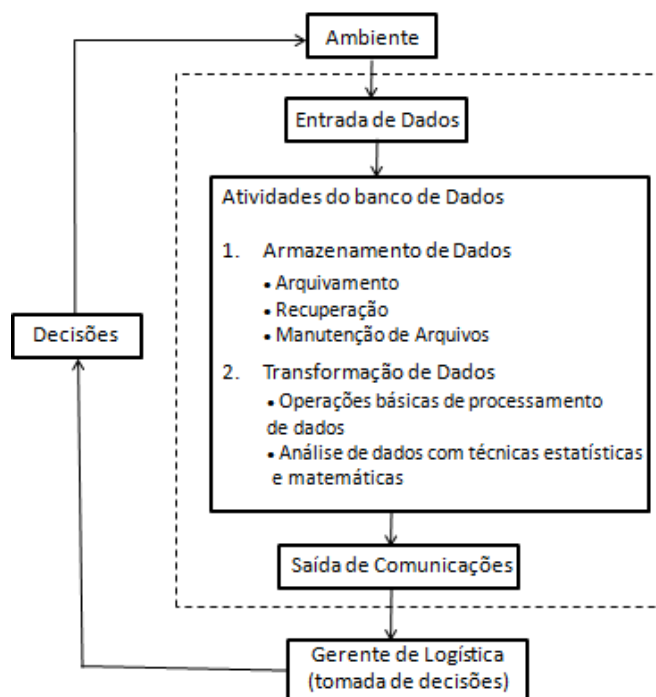 Ambiente
Entrada de Dados
Atividades do banco de Dados
1. Armazenamento de Dados
• Arquivamento
• Recuperação
• Manutenção de Arquivos
2. Transformação de Dados
• Operações básicas de processamento
de dados
• Análise de dados com técnicas estatísticas
e matemáticas
Decisões
Saída de Comunicações
Gerente de Logística
(tomada de decisões)